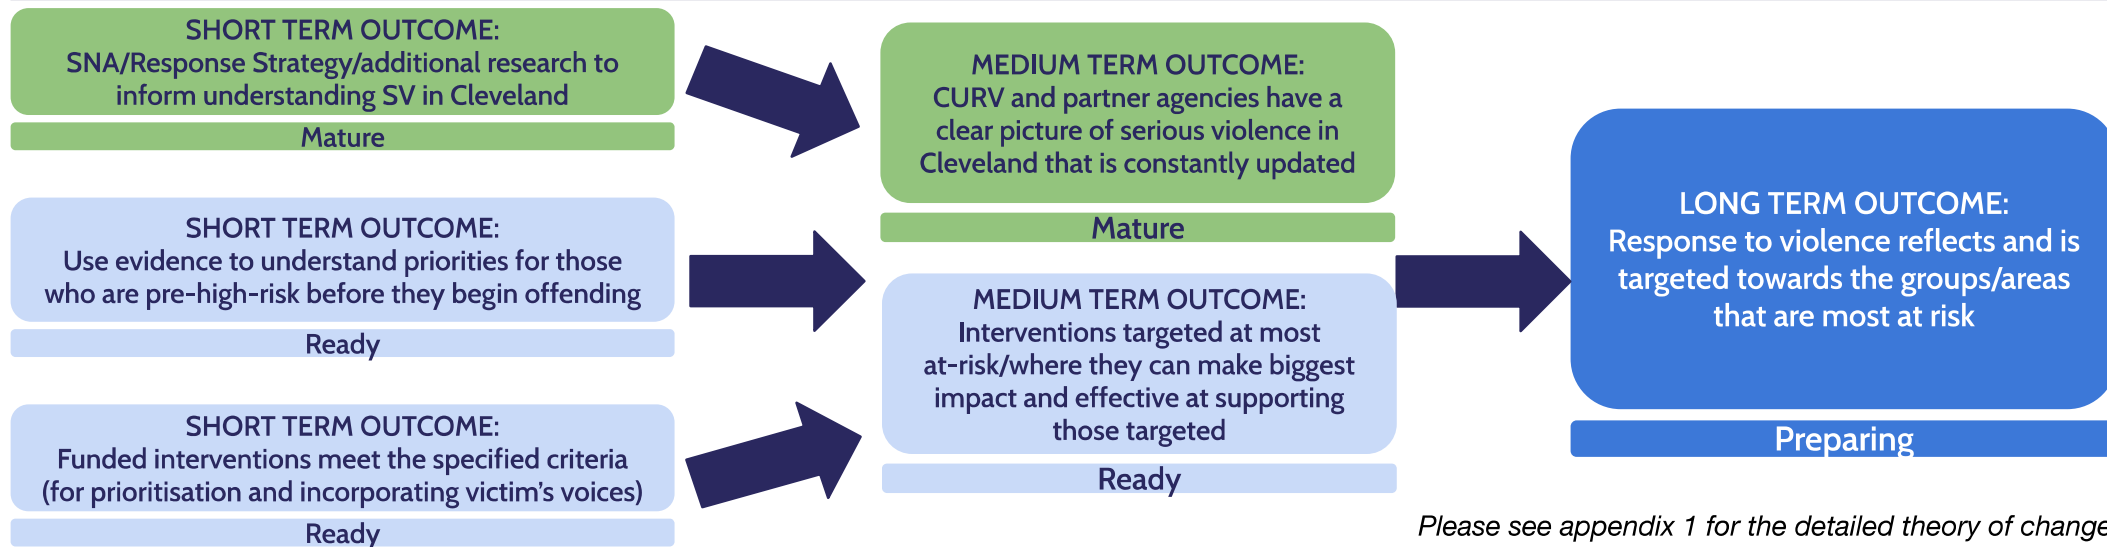 SHORT TERM OUTCOME:
SNA/Response Strategy/additional research to
inform understanding SV in Cleveland
Mature
SHORT TERM OUTCOME:
Use evidence to understand priorities for those
who are pre-high-risk before they begin offending
Ready
SHORT TERM OUTCOME:
Funded interventions meet the specified criteria
(for prioritisation and incorporating victim's voices)
Ready
MEDIUM TERM OUTCOME:
CURV and partner agencies have a
clear picture of serious violence in
Cleveland that is constantly updated
Mature
MEDIUM TERM OUTCOME:
Interventions targeted at most
at-risk/where they can make biggest
impact and effective at supporting
those targeted
Ready
LONG TERM OUTCOME:
Response to violence reflects and is
targeted towards the groups/areas
that are most at risk
Preparing
Please see appendix 1 for the detailed theory of change